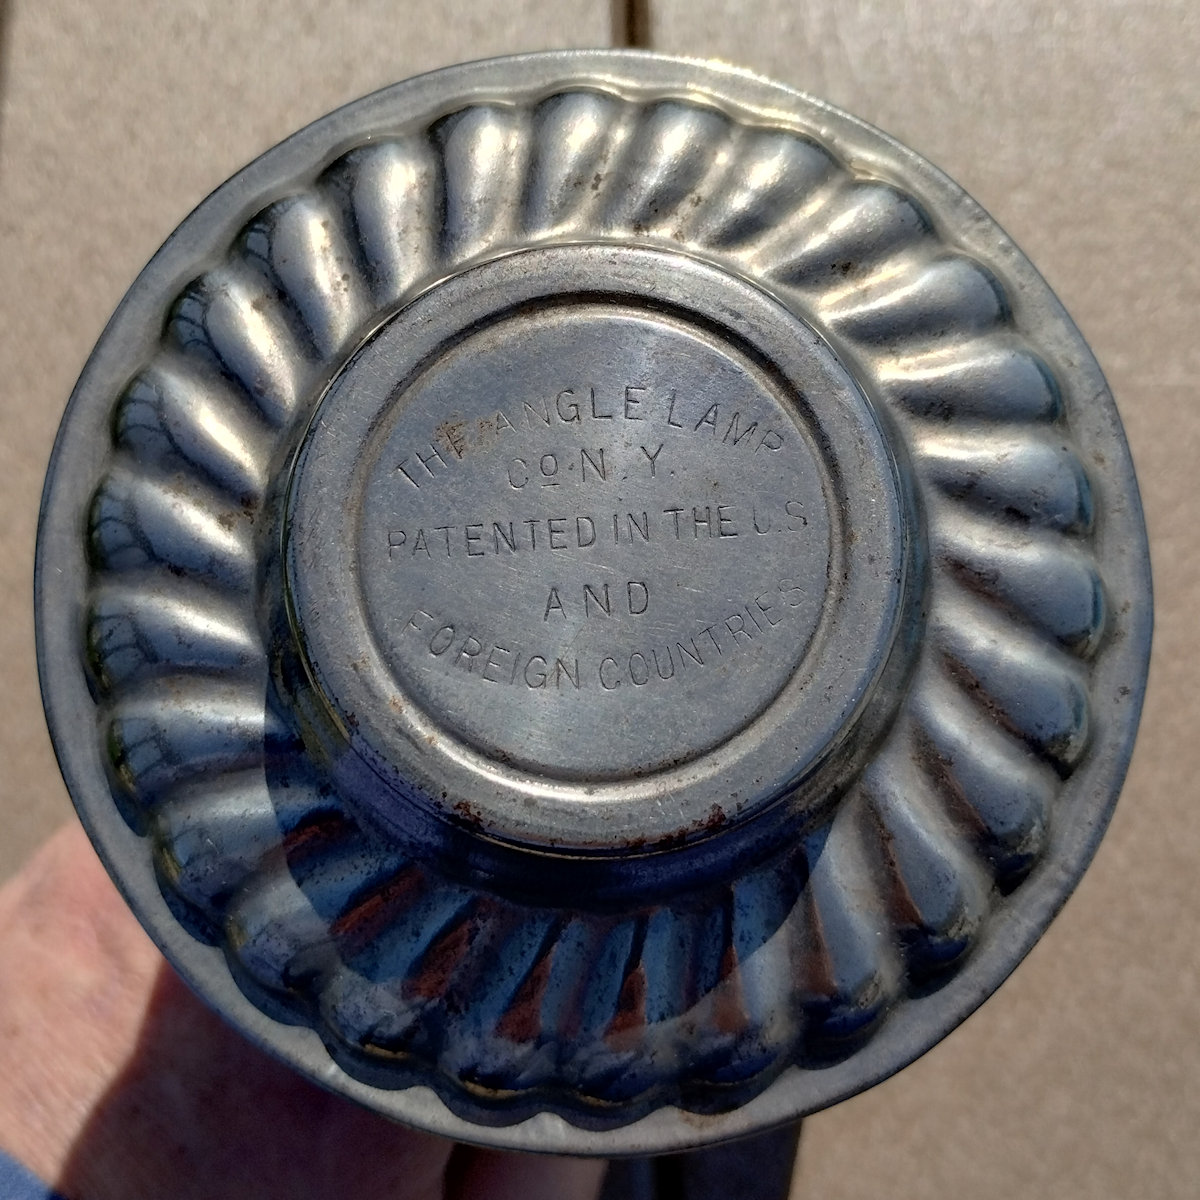 THE ANGLE LAMP
Co. N. Y.
PATENTED IN THE U.S
AND
FOREIGN COUNTRIES